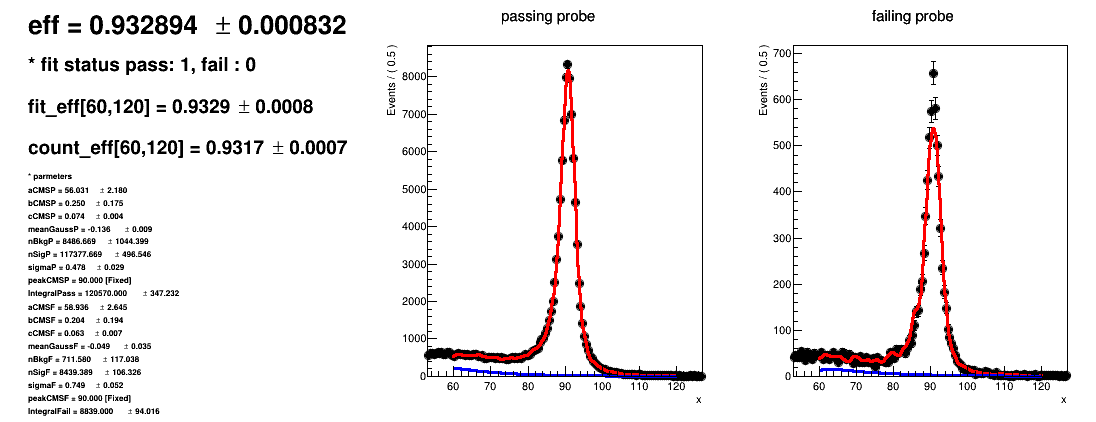 eff = 0.932894 ± 0.000832
* fit status pass: 1, fail : 0
fit_eff[60,120] = 0.9329 ± 0.0008
count_eff[60,120] = 0.9317 ± 0.0007
* parmeters
aCMSP = 56.031 ± 2.180
bCMSP = 0.250 ± 0.175
cCMSP = 0.074 ± 0.004
meanGaussP = -0.136 ± 0.009
nBkgP = 8486.669 ± 1044.399
nSigP = 117377.669 ± 496.546
sigmaP = 0.478 ± 0.029
peakCMSP = 90.000 [Fixed]
IntegralPass = 120570.000 ± 347.232
aCMSF = 58.936 ± 2.645
bCMSF = 0.204 ± 0.194
cCMSF = 0.063 ± 0.007
meanGaussF = -0.049 ± 0.035
nBkgF = 711.580 ± 117.038
nSigF = 8439.389 ± 106.326
sigmaF = 0.749 ± 0.052
peakCMSF = 90.000 [Fixed]
IntegralFail = 8839.000 ± 94.016
passing probe
Events / ( 0.5 )
8000
7000
6000
5000
4000
3000
2000
1000
0
60 70 80 90 100 110 120
x
failing probe
Events / ( 0.5 )
700
600
500
400
300
200
100
0
60 70 80 90 100 110 120
x